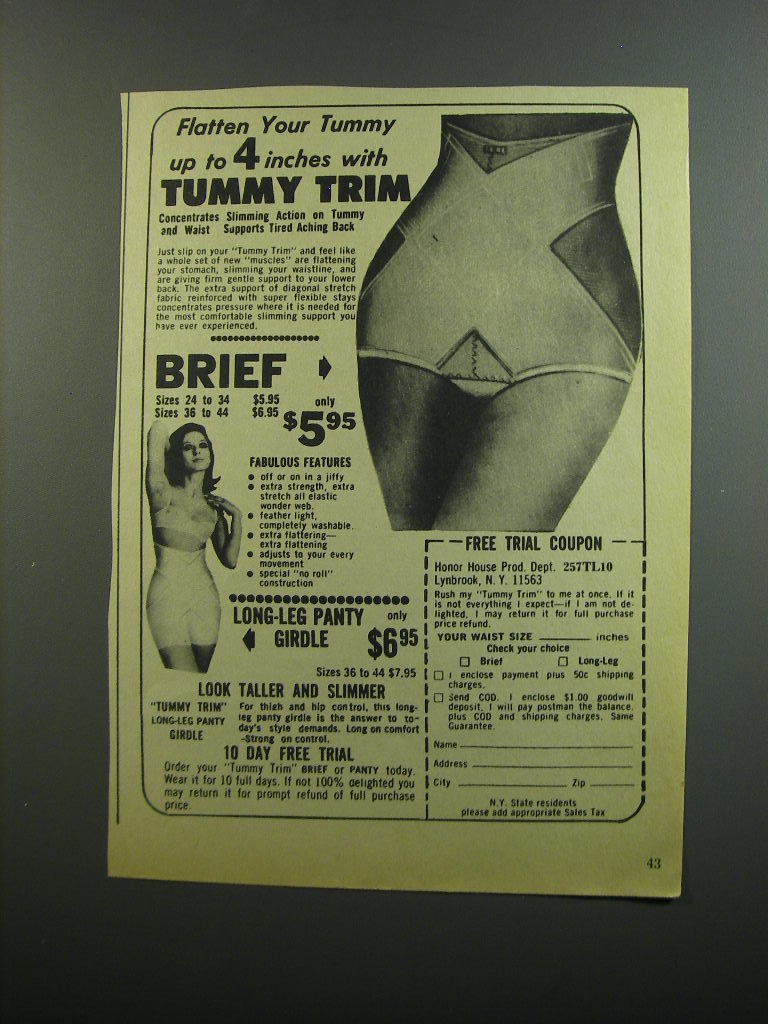 Flatten Your Tummy
up to 4 inches with
TUMMY TRIM
Concentrates Slimming Action on Tummy
and Waist Supports Tired Aching Back
Just slip on your "Tummy Trim" and feel like
a whole set of new "muscles" are flattening
your stomach, slimming your waistline, and
are giving firm gentle support to your lower
back. The extra support of diagonal stretch
fabric reinforced with super flexible stays
concentrates pressure where it is needed for
the most comfortable slimming support you
have ever experienced.
BRIEF
Sizes 24 to 34 $5.95
Sizes 36 to 44 $6.95
only
$5.95
FABULOUS FEATURES
• off or on in a jiffy
• extra strength, extra
stretch all elastic
wonder web.
• feather light,
completely washable.
• extra flattering—
extra flattening
• adjusts to your every
movement
• special "no roll"
construction
LONG-LEG PANTY
GIRDLE
only
$6.95
Sizes 36 to 44 $7.95
LOOK TALLER AND SLIMMER
"TUMMY TRIM"
LONG-LEG PANTY
GIRDLE
For thigh and hip control, this long-
leg panty girdle is the answer to to-
day's style demands. Long on comfort
-Strong on control.
10 DAY FREE TRIAL
Order your "Tummy Trim" BRIEF or PANTY today.
Wear it for 10 full days. If not 100% delighted you
may return it for prompt refund of full purchase
price.
FREE TRIAL COUPON
Honor House Prod. Dept. 257TL10
Lynbrook, N. Y. 11563
Rush my "Tummy Trim" to me at once. If it
is not everything I expect—if I am not de-
lighted, I may return it for full purchase
price refund.
YOUR WAIST SIZE ________ inches
Check your choice
☐ Brief ☐ Long-Leg
☐ I enclose payment plus 50c shipping
charges.
☐ Send COD. I enclose $1.00 goodwill
deposit. I will pay postman the balance,
plus COD and shipping charges. Same
Guarantee.
Name
Address
City Zip
N.Y. State residents
please add appropriate Sales Tax
43